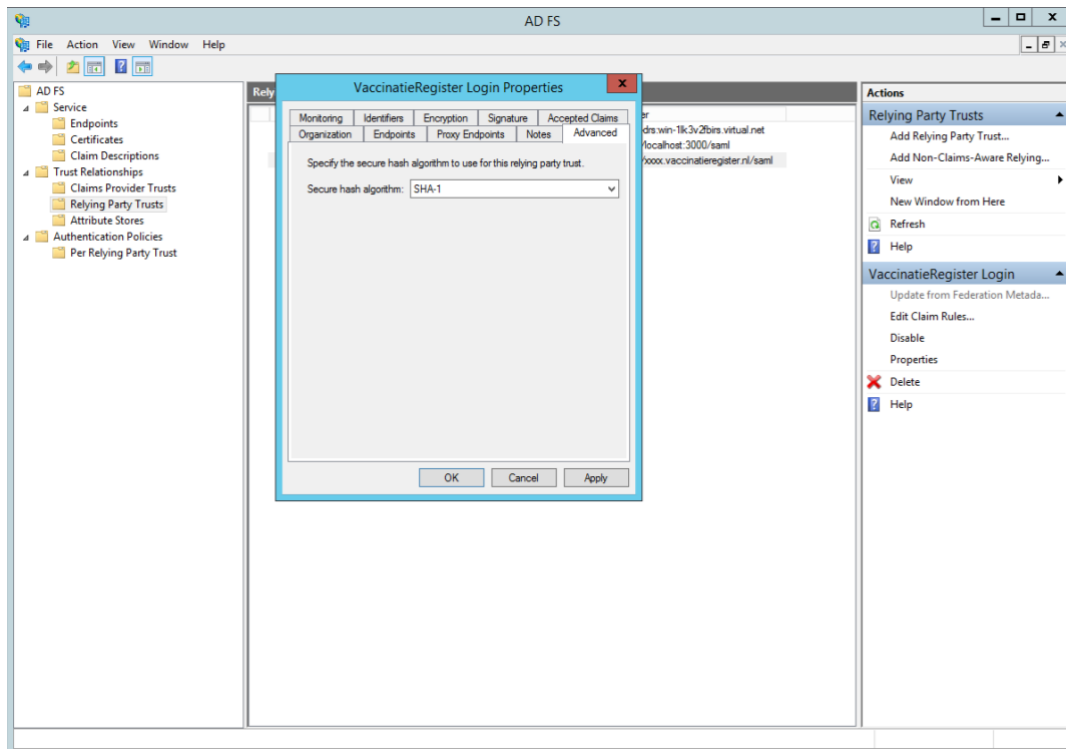 AD FS
File Action View Window Help
AD FS
Service
Endpoints
Certificates
Claim Descriptions
Trust Relationships
Claims Provider Trusts
Relying Party Trusts
Attribute Stores
Authentication Policies
Per Relying Party Trust
Rely
er
drs:win-1lk3v2fbirs.virtual.net
/localhost:3000/saml
/xxxx.vaccinatieregister.nl/saml
VaccinatieRegister Login Properties
Monitoring Identifiers Encryption Signature Accepted Claims
Organization Endpoints Proxy Endpoints Notes Advanced
Specify the secure hash algorithm to use for this relying party trust.
Secure hash algorithm: SHA-1
OK Cancel Apply
Actions
Relying Party Trusts
Add Relying Party Trust...
Add Non-Claims-Aware Relying...
View
New Window from Here
Refresh
Help
VaccinatieRegister Login
Update from Federation Metada...
Edit Claim Rules...
Disable
Properties
Delete
Help